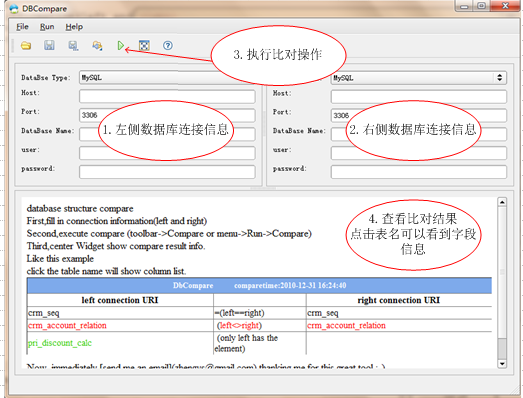 DBCompare
File Run Help
3.执行比对操作
DataBse Type: MySQL
Host:
Port: 3306
DataBase Name:
user:
password:
1.左侧数据库连接信息
MySQL
Host:
Port: 3306
DataBase Name:
user:
password:
2.右侧数据库连接信息
database structure compare
First,fill in connection information(left and right)
Second,execute compare (toolbar->Compare or menu->Run->Compare)
Third,center Widget show compare result info.
Like this example
click the table name will show column list.
4.查看比对结果
点击表名可以看到字段
信息
DbCompare comparetime:2010-12-31 16:24:40
left connection URI right connection URI
crm_seq =(left==right) crm_seq
crm_account_relation (left<>right) crm_account_relation
pri_discount_calc (only left has the
element)
Now, immediately [send me an email](zhengys@gmail.com) thanking me for this great tool : -)